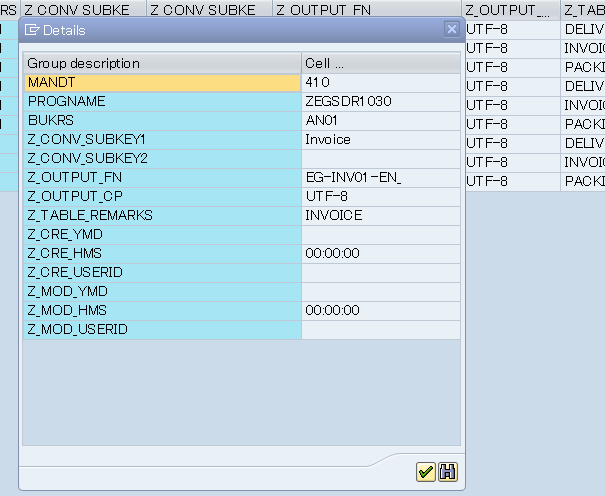 RS Z CONV SUBKE Z CONV SUBKE Z OUTPUT FN Z_OUTPUT_... Z_TAB
Details
UTF-8 DELIV
UTF-8 INVOI
Group description Cell ...
UTF-8 PACKI
MANDT 410
UTF-8 DELIV
PROGNAME ZEGSDR1030
UTF-8 INVOI
BUKRS AN01
UTF-8 PACKI
Z_CONV_SUBKEY1 Invoice
UTF-8 DELIV
Z_CONV_SUBKEY2
UTF-8 INVOI
Z_OUTPUT_FN EG-INV01-EN_
UTF-8 PACKI
Z_OUTPUT_CP UTF-8
Z_TABLE_REMARKS INVOICE
Z_CRE_YMD
Z_CRE_HMS 00:00:00
Z_CRE_USERID
Z_MOD_YMD
Z_MOD_HMS 00:00:00
Z_MOD_USERID